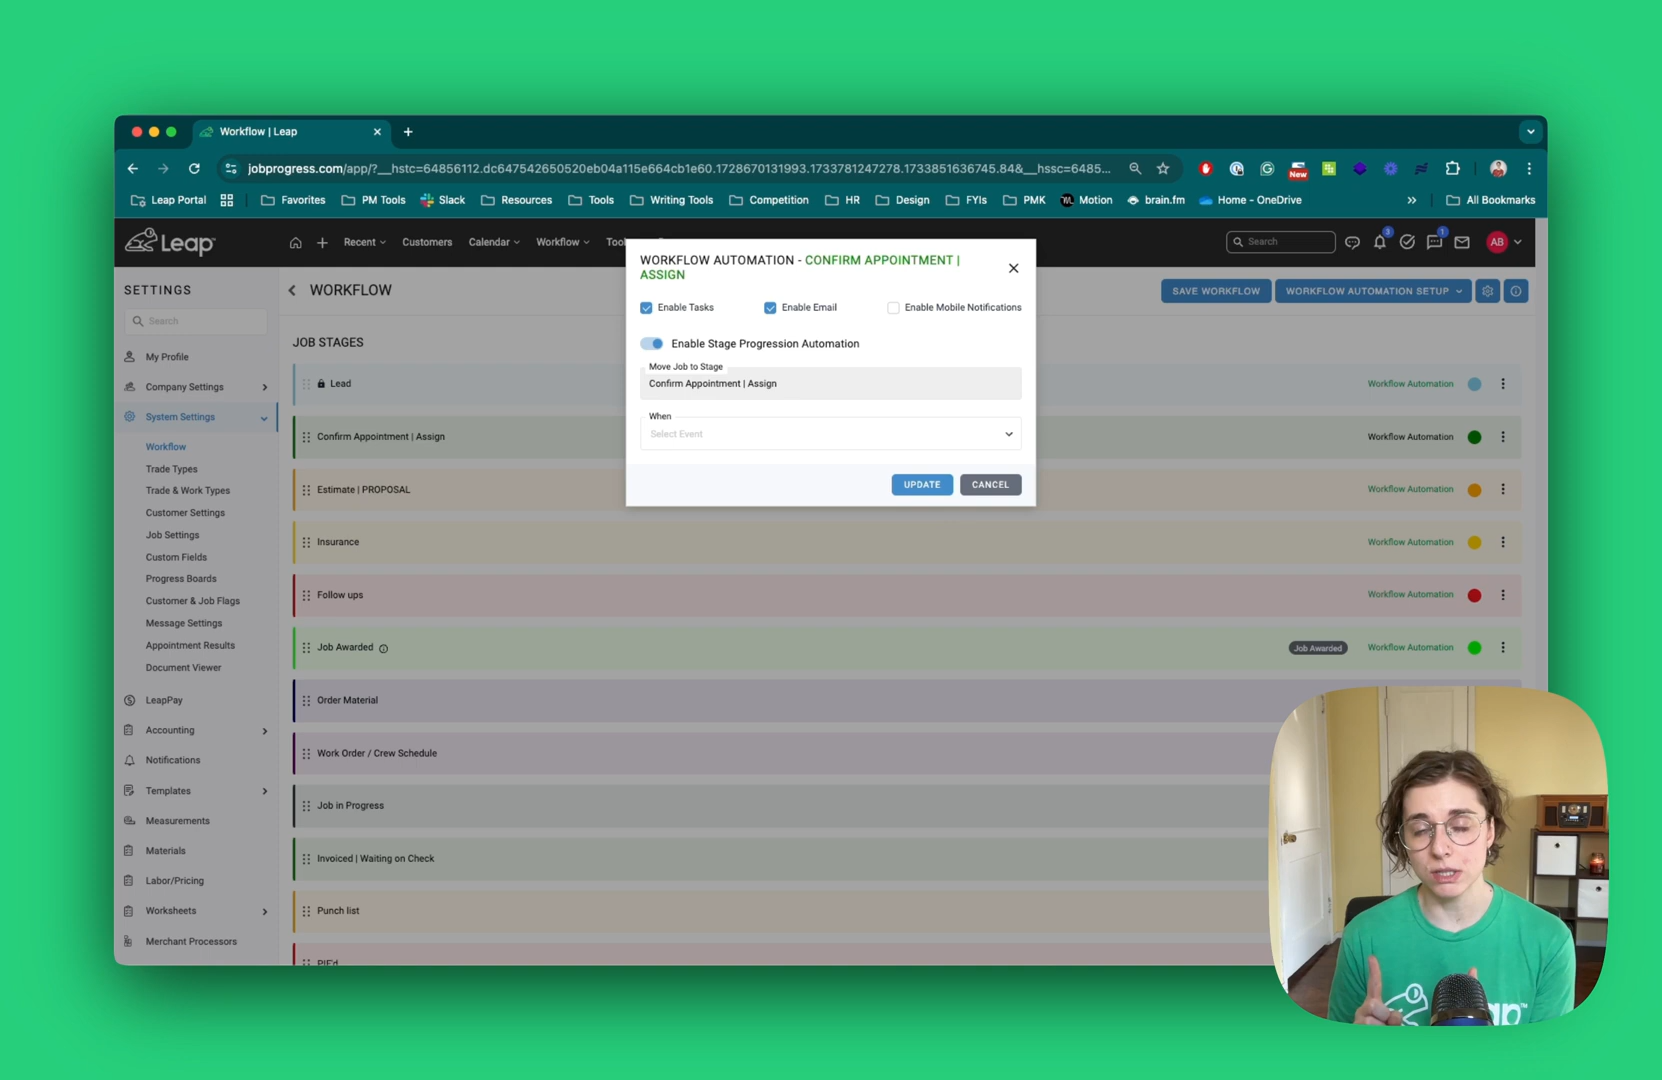 Workflow | Leap
jobprogress.com/app/?__hstc=64856112.dc647542650520eb04a115e664cb1e60.1728670131993.1733781247278.1733851636745.84&__hssc=6485...
New
Leap Portal
Favorites
PM Tools
Slack
Resources
Tools
Writing Tools
Competition
HR
Design
FYIs
PMK
Motion
brain.fm
Home - OneDrive
»
All Bookmarks
Leap™
Recent
Customers
Calendar
Workflow
Search
3
1
AB
SETTINGS
Search
My Profile
Company Settings
System Settings
Workflow
Trade Types
Trade & Work Types
Customer Settings
Job Settings
Custom Fields
Progress Boards
Customer & Job Flags
Message Settings
Appointment Results
Document Viewer
LeapPay
Accounting
Notifications
Templates
Measurements
Materials
Labor/Pricing
Worksheets
Merchant Processors
WORKFLOW
SAVE WORKFLOW
WORKFLOW AUTOMATION SETUP
JOB STAGES
Lead
Workflow Automation
Confirm Appointment | Assign
Workflow Automation
Estimate | PROPOSAL
Workflow Automation
Insurance
Workflow Automation
Follow ups
Workflow Automation
Job Awarded
Job Awarded
Workflow Automation
Order Material
Work Order / Crew Schedule
Job in Progress
Invoiced | Waiting on Check
Punch list
PIF'd
WORKFLOW AUTOMATION - CONFIRM APPOINTMENT |
ASSIGN
Enable Tasks
Enable Email
Enable Mobile Notifications
Enable Stage Progression Automation
Move Job to Stage
Confirm Appointment | Assign
When
Select Event
UPDATE
CANCEL